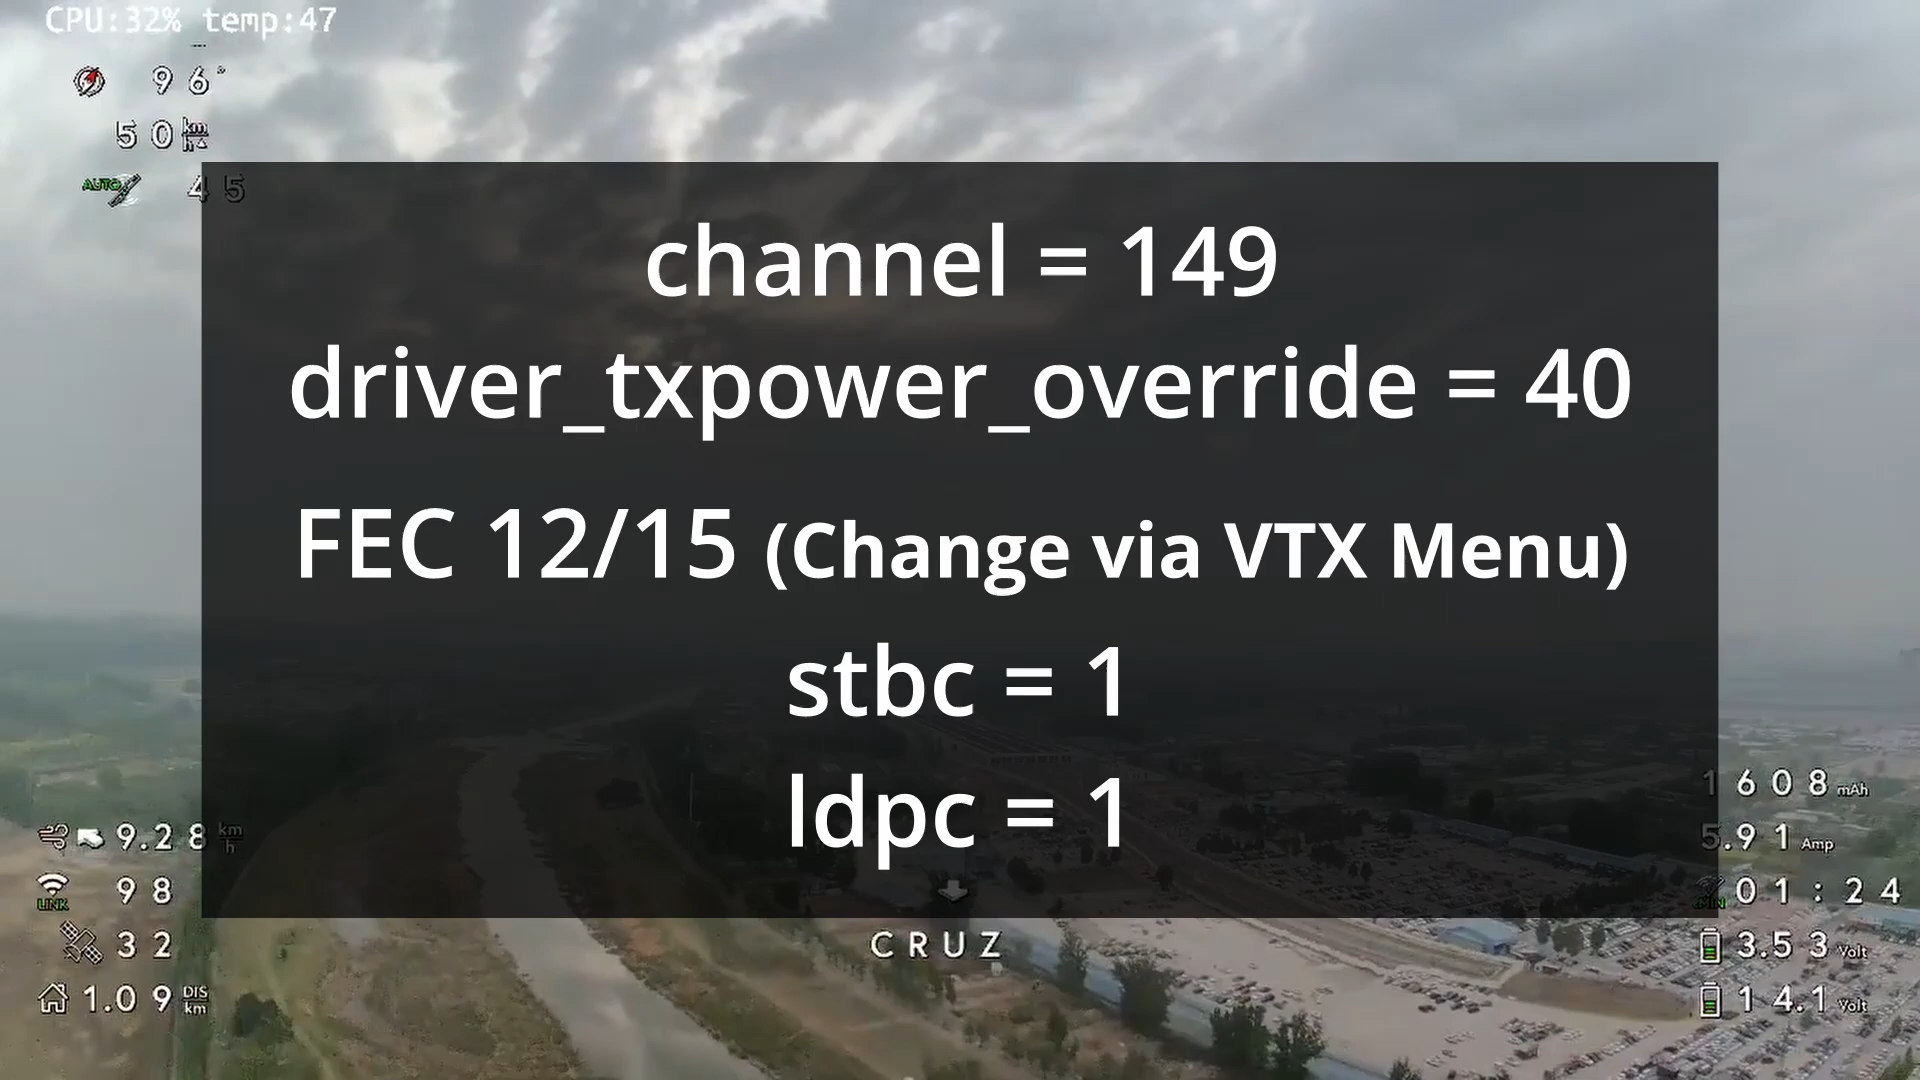 CPU:32% temp:47
96°
50 km/h
AUTO 45
channel = 149
driver_txpower_override = 40
FEC 12/15 (Change via VTX Menu)
stbc = 1
ldpc = 1
9.28 km/h
LINK 98
32
1.09 DIS km
CRUZ
1608 mAh
5.91 Amp
MIN 01:24
3.53 Volt
14.1 Volt